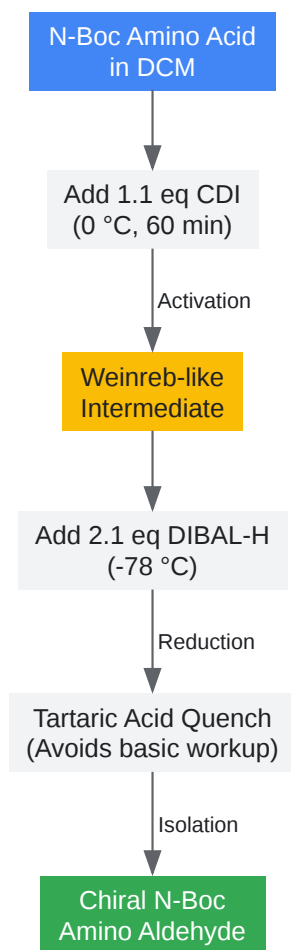 N-Boc Amino Acid
in DCM
Add 1.1 eq CDI
(0 °C, 60 min)
Activation
Weinreb-like
Intermediate
Add 2.1 eq DIBAL-H
(-78 °C)
Reduction
Tartaric Acid Quench
(Avoids basic workup)
Isolation
Chiral N-Boc
Amino Aldehyde